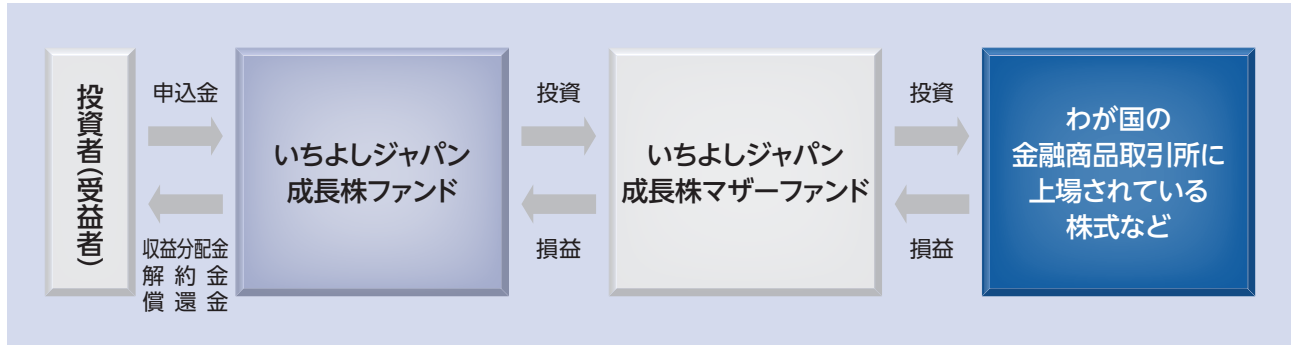 投資者(受益者)
申込金
収益分配金
解約金
償還金
いちよしジャパン
成長株ファンド
投資
損益
いちよしジャパン
成長株マザーファンド
投資
損益
わが国の
金融商品取引所に
上場されている
株式など